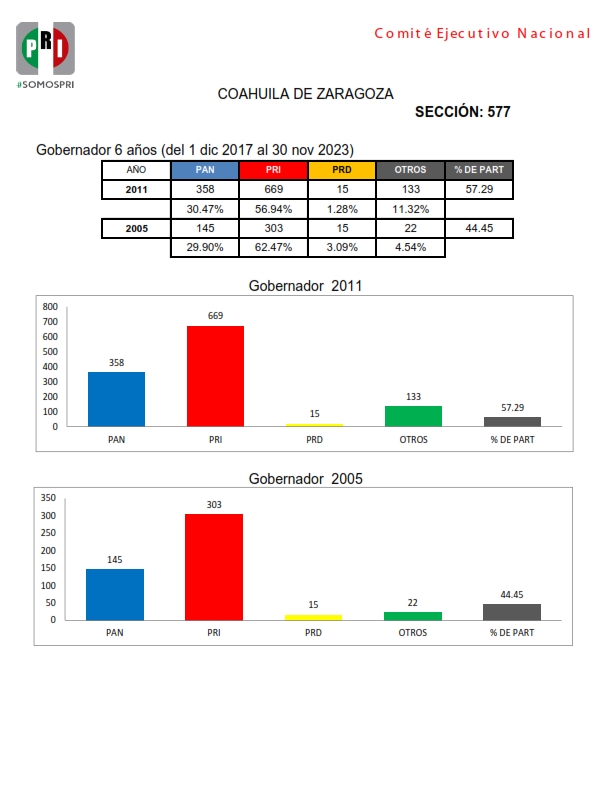 Comité Ejecutivo Nacional
PRI
#SOMOSPRI
COAHUILA DE ZARAGOZA
SECCIÓN: 577
Gobernador 6 años (del 1 dic 2017 al 30 nov 2023)
AÑO PAN PRI PRD OTROS % DE PART
2011 358 669 15 133 57.29
30.47% 56.94% 1.28% 11.32%
2005 145 303 15 22 44.45
29.90% 62.47% 3.09% 4.54%
Gobernador 2011
800
700
600
500
400
300
200
100
0
358 669 15 133 57.29
PAN PRI PRD OTROS % DE PART
Gobernador 2005
350
300
250
200
150
100
50
0
145 303 15 22 44.45
PAN PRI PRD OTROS % DE PART